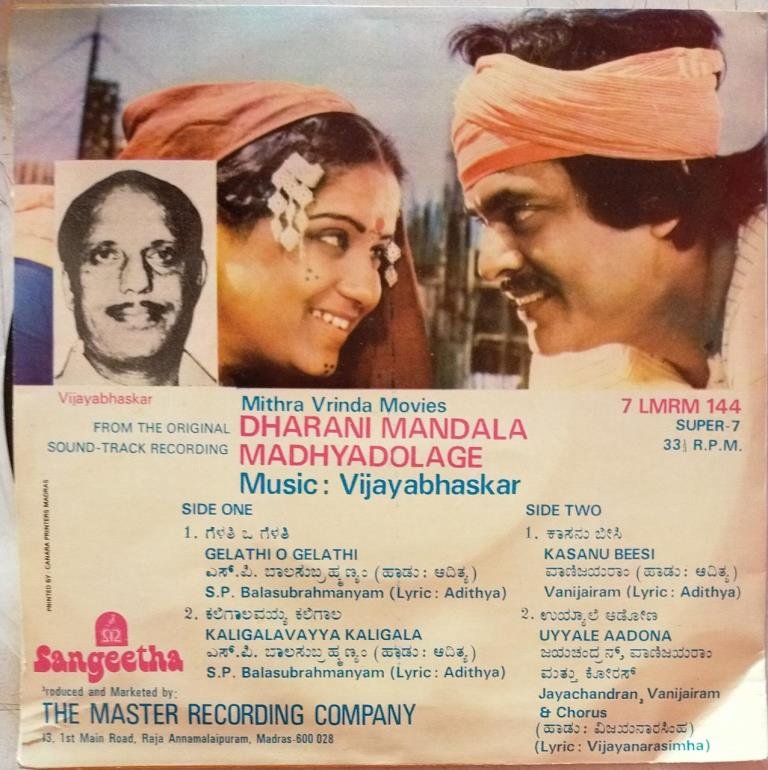 Vijayabhaskar
Mithra Vrinda Movies
FROM THE ORIGINAL
SOUND-TRACK RECORDING
DHARANI MANDALA
MADHYADOLAGE
Music: Vijayabhaskar
7 LMRM 144
SUPER-7
33⅓ R.P.M.
SIDE ONE
1. ಗೆಳತಿ ಒ ಗೆಳತಿ
GELATHI O GELATHI
ಎಸ್.ಪಿ. ಬಾಲಸುಬ್ರಹ್ಮಣ್ಯಂ (ಹಾಡು: ಆದಿತ್ಯ)
S.P. Balasubrahmanyam (Lyric: Adithya)
2. ಕಲಿಗಾಲವಯ್ಯ ಕಲಿಗಾಲ
KALIGALAVAYYA KALIGALA
ಎಸ್.ಪಿ. ಬಾಲಸುಬ್ರಹ್ಮಣ್ಯಂ (ಹಾಡು: ಆದಿತ್ಯ)
S.P. Balasubrahmanyam (Lyric: Adithya)
SIDE TWO
1. ಕಾಸನು ಬೀಸಿ
KASANU BEESI
ವಾಣಿಜಯರಾಂ (ಹಾಡು: ಆದಿತ್ಯ)
Vanijairam (Lyric: Adithya)
2. ಉಯ್ಯಾಲೆ ಆಡೋಣ
UYYALE AADONA
ಜಯಚಂದ್ರನ್, ವಾಣಿಜಯರಾಂ
ಮತ್ತು ಕೋರಸ್
Jayachandran, Vanijairam
& Chorus
(ಹಾಡು: ವಿಜಯನಾರಸಿಂಹ)
(Lyric: Vijayanarasimha)
PRINTED BY: CANARA PRINTERS MADRAS
Sangeetha
Produced and Marketed by:
THE MASTER RECORDING COMPANY
13, 1st Main Road, Raja Annamalaipuram, Madras-600 028